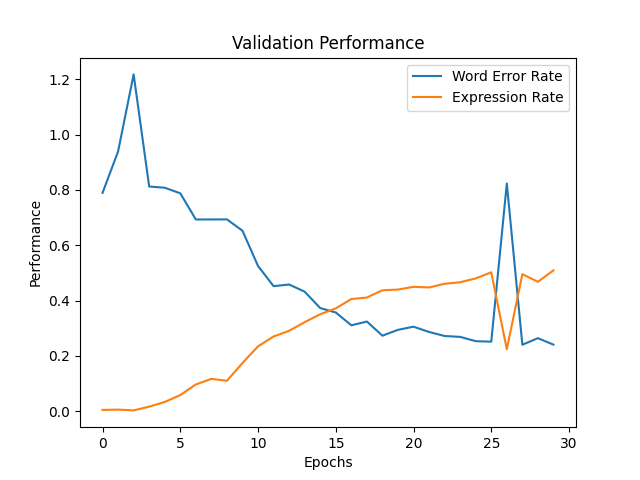 Validation Performance
Word Error Rate
Expression Rate
Performance
1.2
1.0
0.8
0.6
0.4
0.2
0.0
0 5 10 15 20 25 30
Epochs